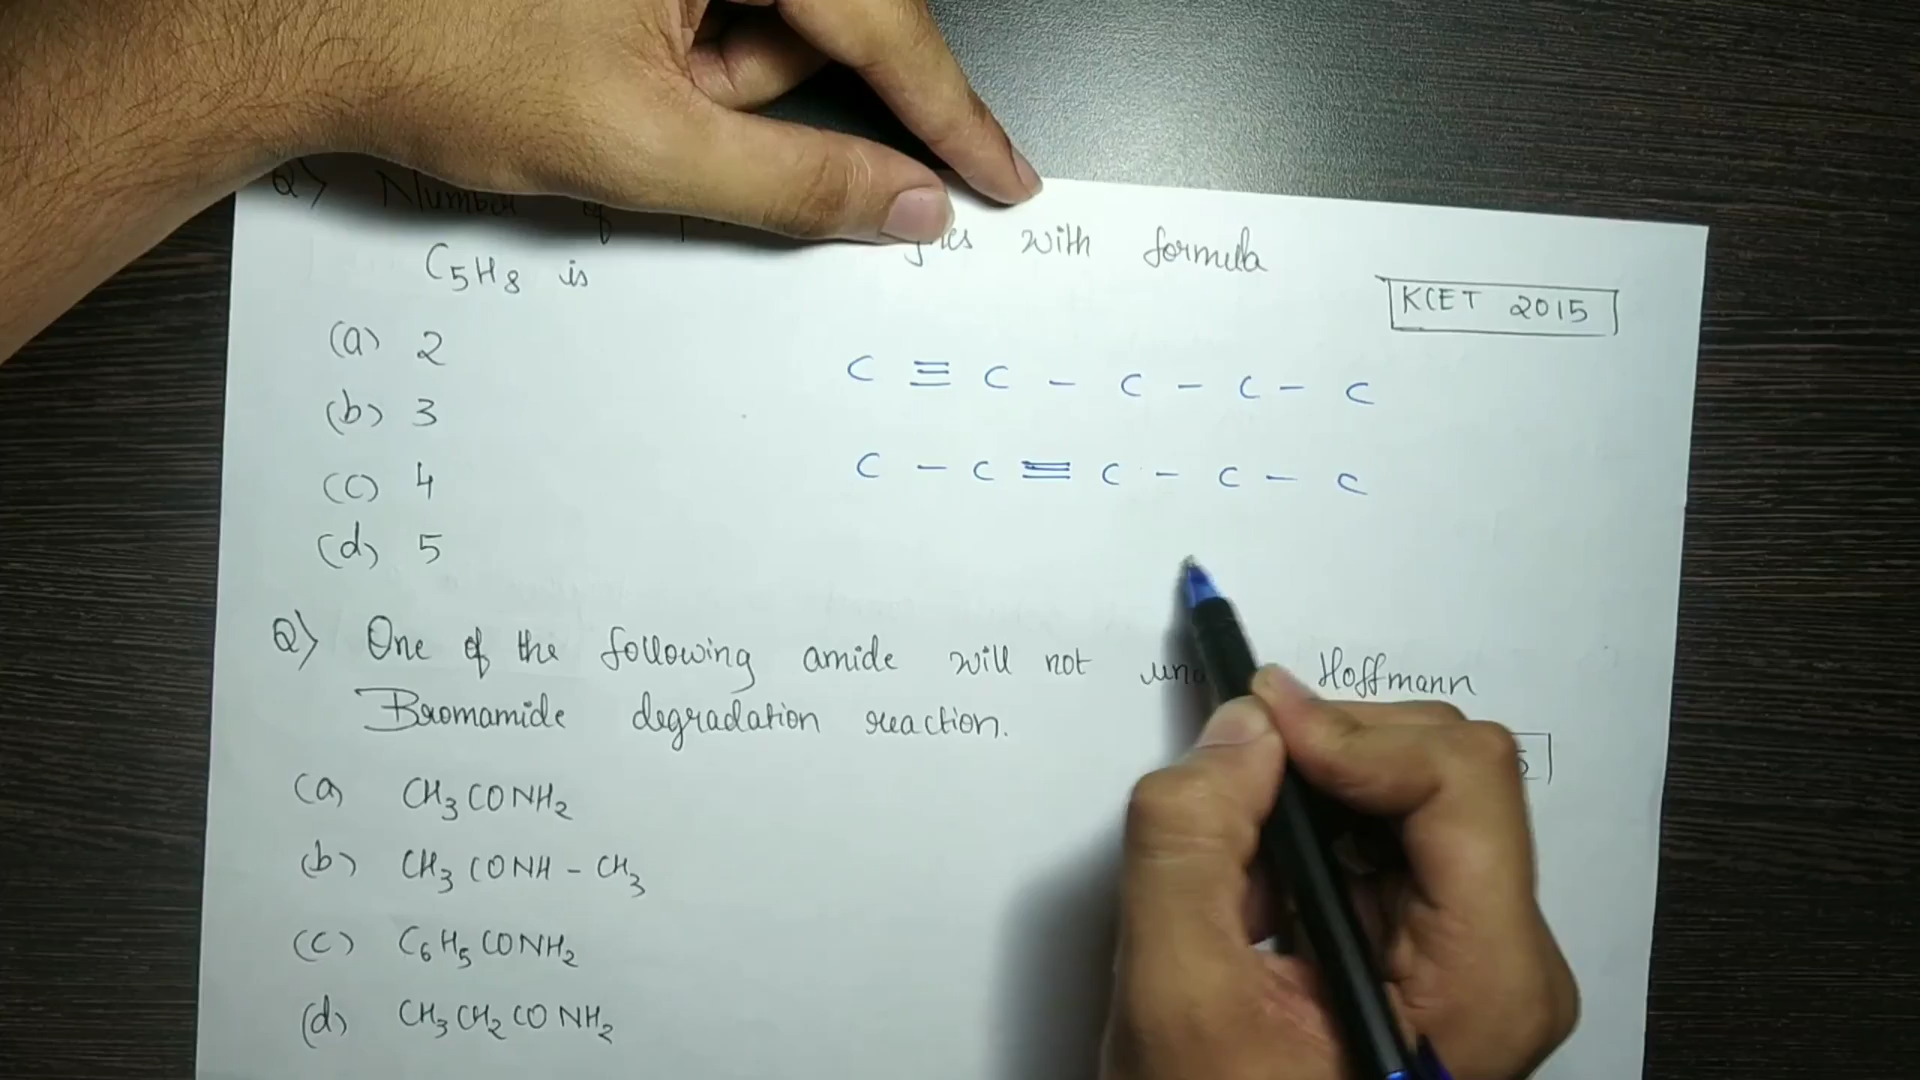 Q) Number of with formula
C5H8 is
KCET 2015
(a) 2
(b) 3
(c) 4
(d) 5
C ≡ C - C - C - C
C - C ≡ C - C - C
Q) One of the following amide will not Hoffmann
Bromamide degradation reaction.
(a) CH3CONH2
(b) CH3CONH - CH3
(c) C6H5CONH2
(d) CH3CH2CONH2